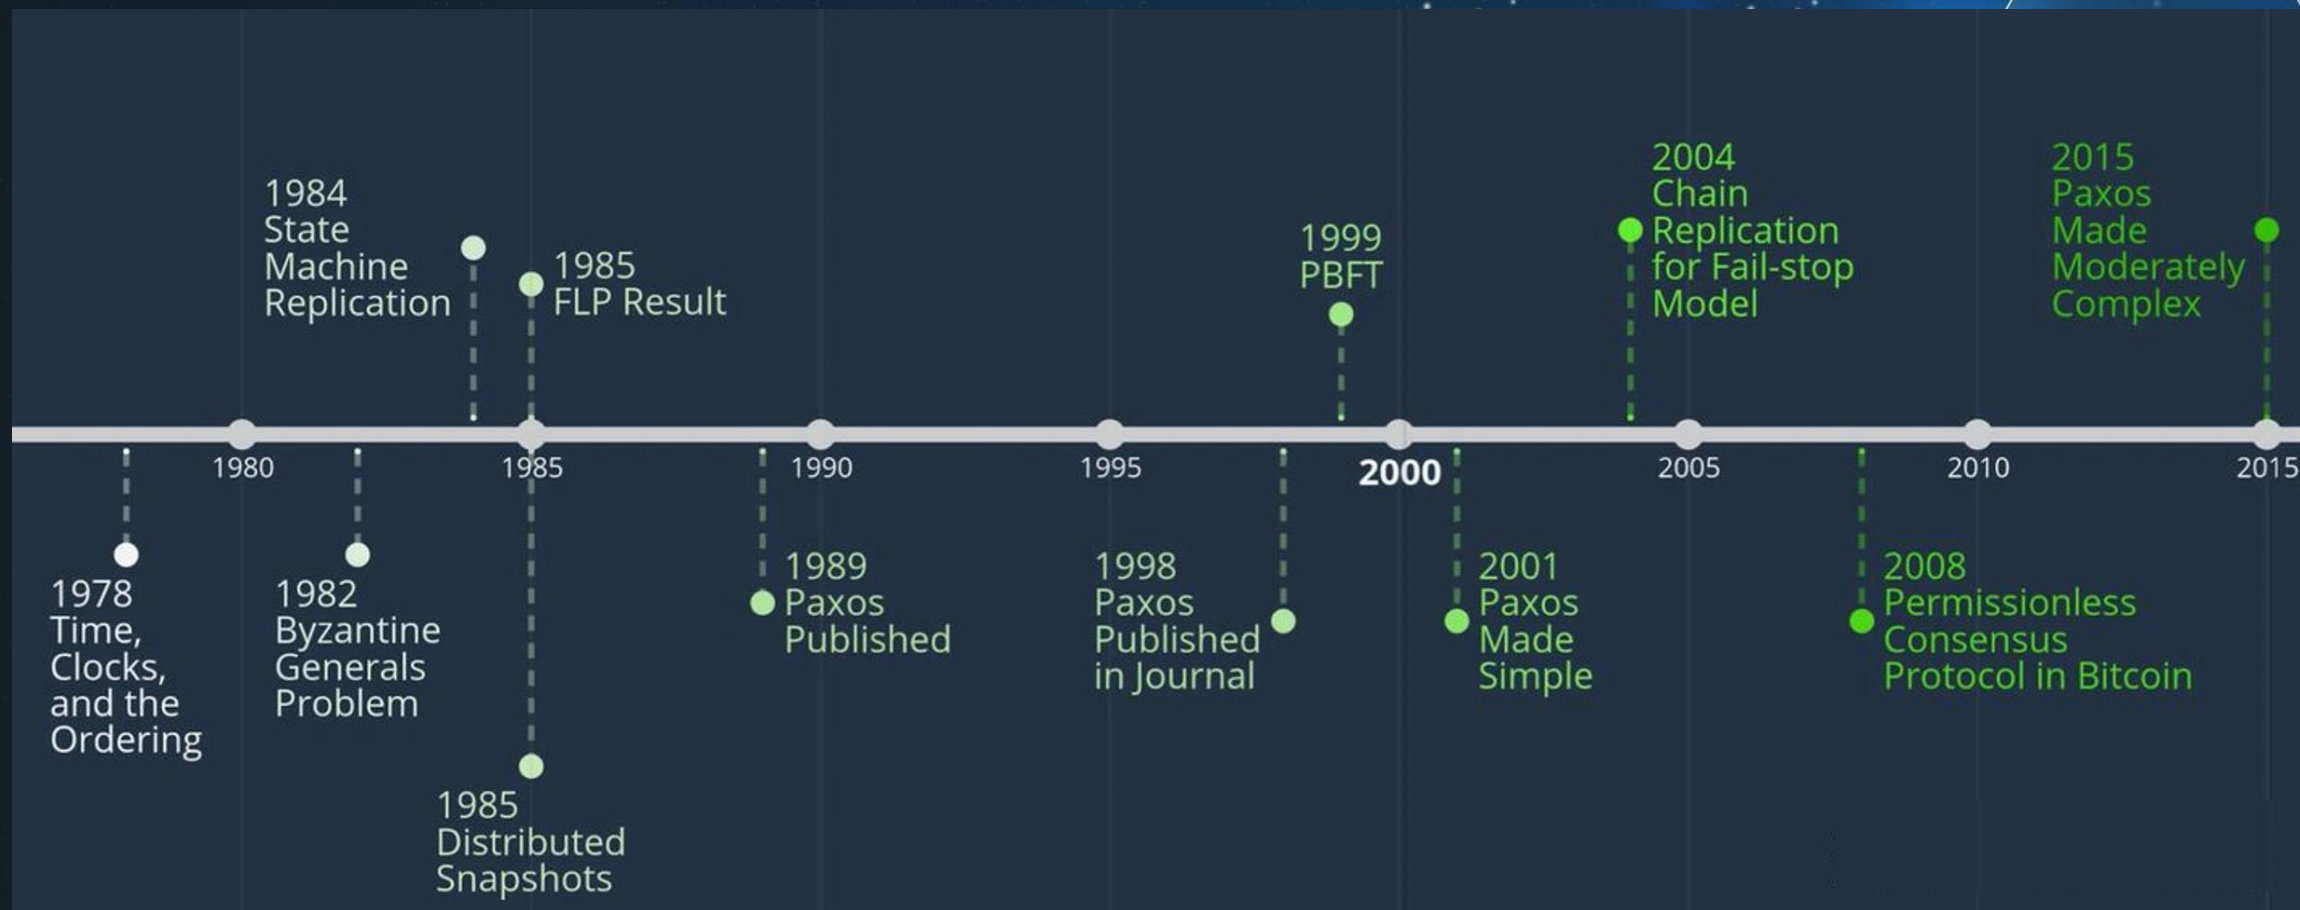 1984
State
Machine
Replication
1985
FLP Result
1999
PBFT
2004
Chain
Replication
for Fail-stop
Model
2015
Paxos
Made
Moderately
Complex
1980
1985
1990
1995
2000
2005
2010
2015
1978
Time,
Clocks,
and the
Ordering
1982
Byzantine
Generals
Problem
1985
Distributed
Snapshots
1989
Paxos
Published
1998
Paxos
Published
in Journal
2001
Paxos
Made
Simple
2008
Permissionless
Consensus
Protocol in Bitcoin